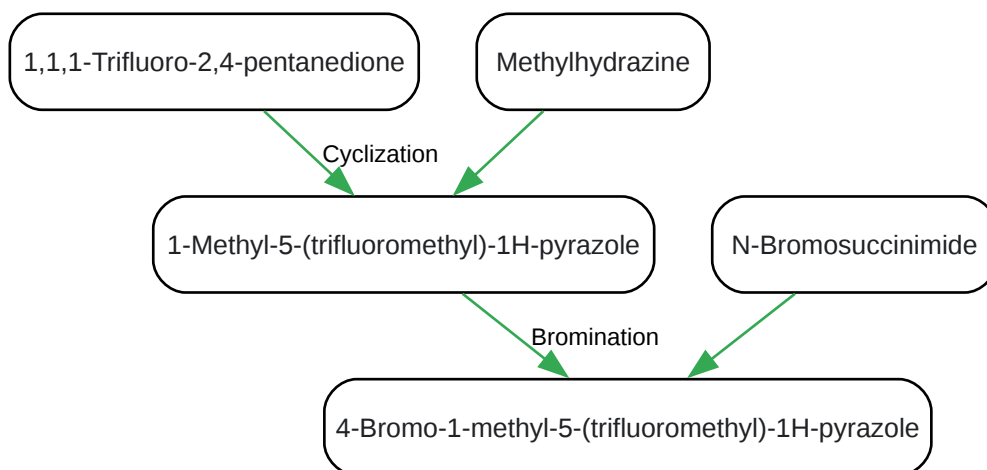 1,1,1-Trifluoro-2,4-pentanedione
Methylhydrazine
Cyclization
1-Methyl-5-(trifluoromethyl)-1H-pyrazole
N-Bromosuccinimide
Bromination
4-Bromo-1-methyl-5-(trifluoromethyl)-1H-pyrazole